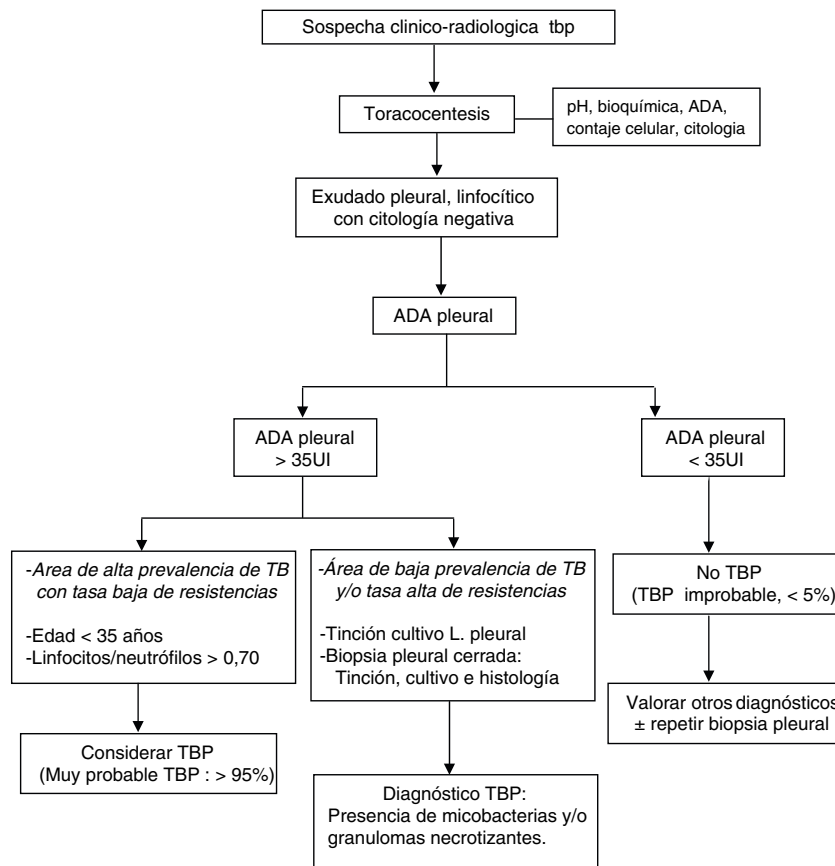 Sospecha clinico-radiologica tbp
Toracocentesis
pH, bioquímica, ADA,
contaje celular, citologia
Exudado pleural, linfocítico
con citología negativa
ADA pleural
ADA pleural
> 35UI
ADA pleural
< 35UI
-Area de alta prevalencia de TB
con tasa baja de resistencias
-Edad < 35 años
-Linfocitos/neutrófilos > 0,70
-Área de baja prevalencia de TB
y/o tasa alta de resistencias
-Tinción cultivo L. pleural
-Biopsia pleural cerrada:
Tinción, cultivo e histología
No TBP
(TBP improbable, < 5%)
Considerar TBP
(Muy probable TBP : > 95%)
Diagnóstico TBP:
Presencia de micobacterias y/o
granulomas necrotizantes.
Valorar otros diagnósticos
± repetir biopsia pleural